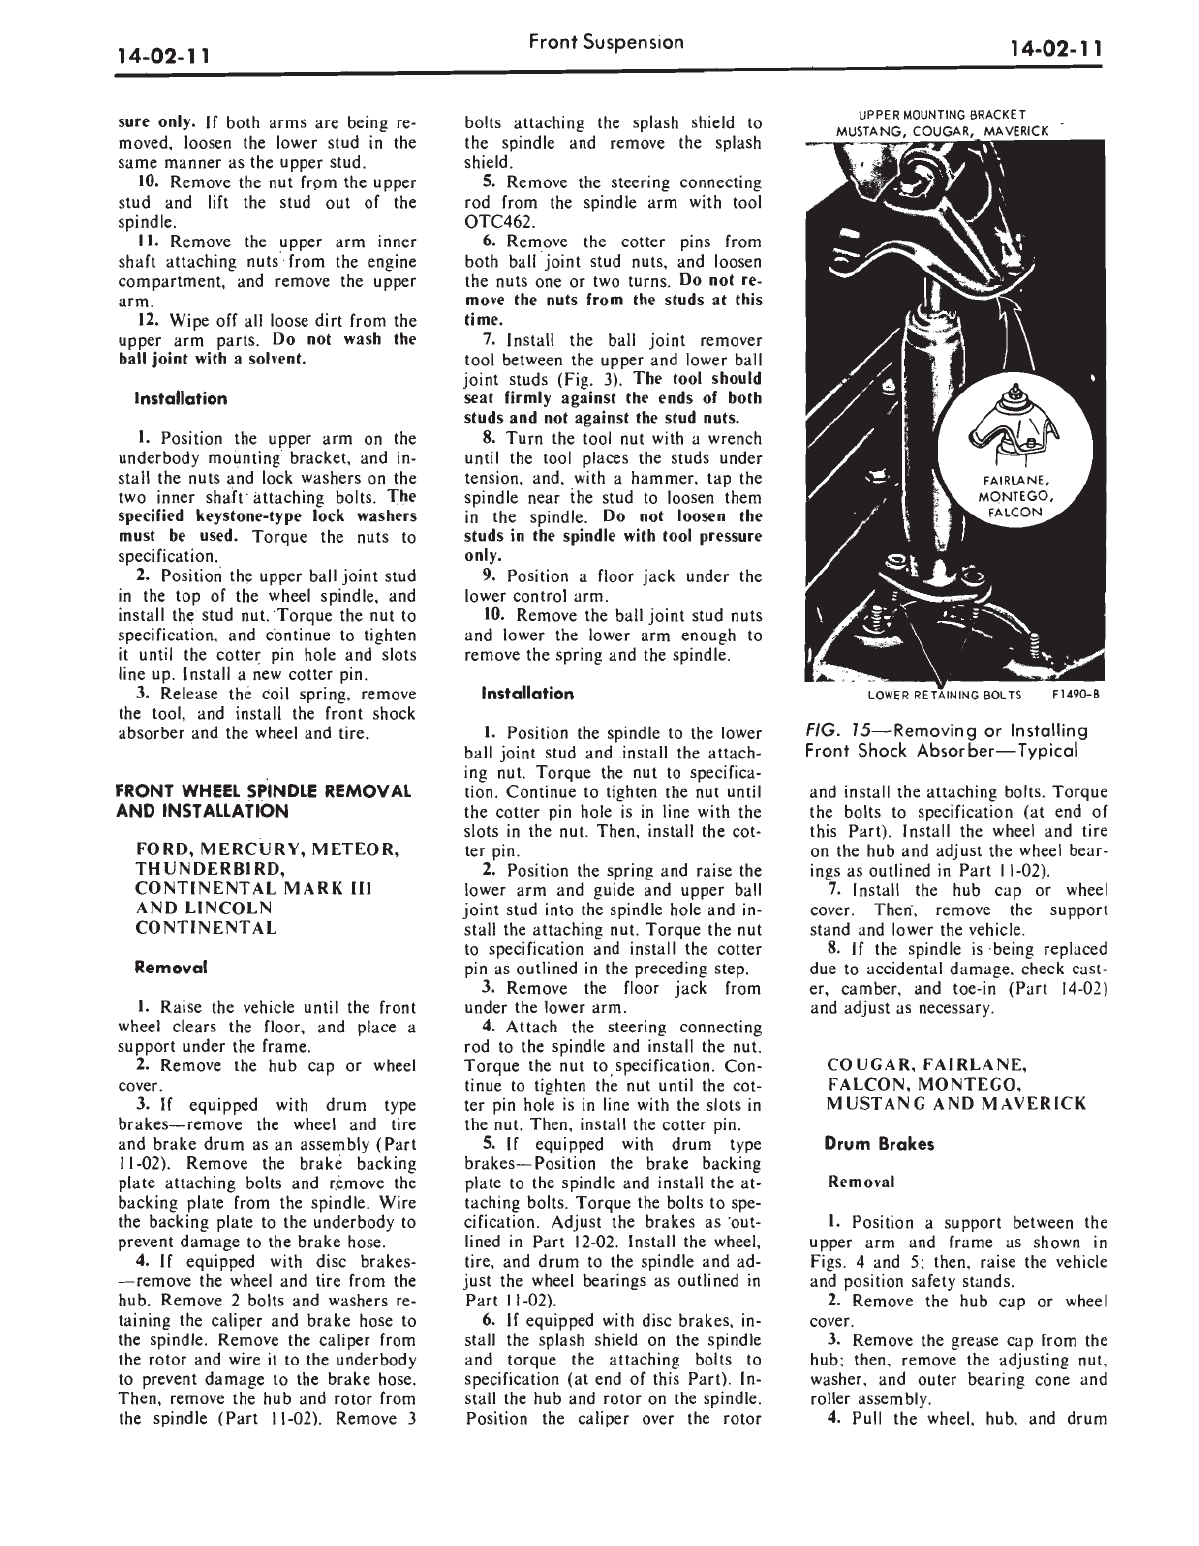 14-02-11
Front Suspension
14-02-11
sure only. If both arms are being re-
moved, loosen the lower stud in the
same manner as the upper stud.
10. Remove the nut from the upper
stud and lift the stud out of the
spindle.
11. Remove the upper arm inner
shaft attaching nuts from the engine
compartment, and remove the upper
arm.
12. Wipe off all loose dirt from the
upper arm parts. Do not wash the
ball joint with a solvent.
Installation
1. Position the upper arm on the
underbody mounting bracket, and in-
stall the nuts and lock washers on the
two inner shaft attaching bolts. The
specified keystone-type lock washers
must be used. Torque the nuts to
specification.
2. Position the upper ball joint stud
in the top of the wheel spindle, and
install the stud nut. Torque the nut to
specification, and continue to tighten
it until the cotter pin hole and slots
line up. Install a new cotter pin.
3. Release the coil spring, remove
the tool, and install the front shock
absorber and the wheel and tire.
FRONT WHEEL SPINDLE REMOVAL
AND INSTALLATION
FORD, MERCURY, METEOR,
THUNDERBIRD,
CONTINENTAL MARK III
AND LINCOLN
CONTINENTAL
Removal
1. Raise the vehicle until the front
wheel clears the floor, and place a
support under the frame.
2. Remove the hub cap or wheel
cover.
3. If equipped with drum type
brakes—remove the wheel and tire
and brake drum as an assembly (Part
11-02). Remove the brake backing
plate attaching bolts and remove the
backing plate from the spindle. Wire
the backing plate to the underbody to
prevent damage to the brake hose.
4. If equipped with disc brakes-
—remove the wheel and tire from the
hub. Remove 2 bolts and washers re-
taining the caliper and brake hose to
the spindle. Remove the caliper from
the rotor and wire it to the underbody
to prevent damage to the brake hose.
Then, remove the hub and rotor from
the spindle (Part 11-02). Remove 3
bolts attaching the splash shield to
the spindle and remove the splash
shield.
5. Remove the steering connecting
rod from the spindle arm with tool
OTC462.
6. Remove the cotter pins from
both ball joint stud nuts, and loosen
the nuts one or two turns. Do not re-
move the nuts from the studs at this
time.
7. Install the ball joint remover
tool between the upper and lower ball
joint studs (Fig. 3). The tool should
seat firmly against the ends of both
studs and not against the stud nuts.
8. Turn the tool nut with a wrench
until the tool places the studs under
tension, and, with a hammer, tap the
spindle near the stud to loosen them
in the spindle. Do not loosen the
studs in the spindle with tool pressure
only.
9. Position a floor jack under the
lower control arm.
10. Remove the ball joint stud nuts
and lower the lower arm enough to
remove the spring and the spindle.
Installation
1. Position the spindle to the lower
ball joint stud and install the attach-
ing nut. Torque the nut to specifica-
tion. Continue to tighten the nut until
the cotter pin hole is in line with the
slots in the nut. Then, install the cot-
ter pin.
2. Position the spring and raise the
lower arm and guide and upper ball
joint stud into the spindle hole and in-
stall the attaching nut. Torque the nut
to specification and install the cotter
pin as outlined in the preceding step.
3. Remove the floor jack from
under the lower arm.
4. Attach the steering connecting
rod to the spindle and install the nut.
Torque the nut to specification. Con-
tinue to tighten the nut until the cot-
ter pin hole is in line with the slots in
the nut. Then, install the cotter pin.
5. If equipped with drum type
brakes—Position the brake backing
plate to the spindle and install the at-
taching bolts. Torque the bolts to spe-
cification. Adjust the brakes as out-
lined in Part 12-02. Install the wheel,
tire, and drum to the spindle and ad-
just the wheel bearings as outlined in
Part 11-02).
6. If equipped with disc brakes, in-
stall the splash shield on the spindle
and torque the attaching bolts to
specification (at end of this Part). In-
stall the hub and rotor on the spindle.
Position the caliper over the rotor
UPPER MOUNTING BRACKET
MUSTANG, COUGAR, MAVERICK
FAIRLANE,
MONTEGO,
FALCON
LOWER RETAINING BOLTS F1490-B
FIG. 15—Removing or Installing
Front Shock Absorber—Typical
and install the attaching bolts. Torque
the bolts to specification (at end of
this Part). Install the wheel and tire
on the hub and adjust the wheel bear-
ings as outlined in Part 11-02).
7. Install the hub cap or wheel
cover. Then, remove the support
stand and lower the vehicle.
8. If the spindle is being replaced
due to accidental damage, check cast-
er, camber, and toe-in (Part 14-02)
and adjust as necessary.
COUGAR, FAIRLANE,
FALCON, MONTEGO,
MUSTANG AND MAVERICK
Drum Brakes
Removal
1. Position a support between the
upper arm and frame as shown in
Figs. 4 and 5; then, raise the vehicle
and position safety stands.
2. Remove the hub cap or wheel
cover.
3. Remove the grease cap from the
hub; then, remove the adjusting nut,
washer, and outer bearing cone and
roller assembly.
4. Pull the wheel, hub, and drum